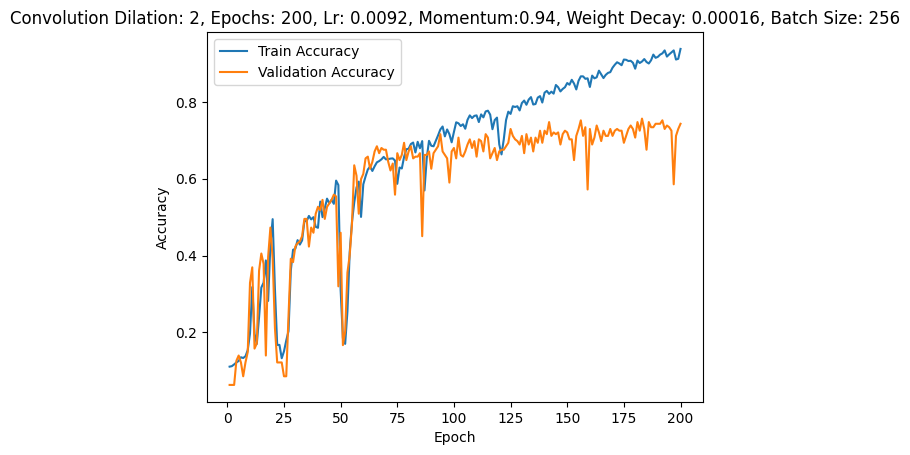 Convolution Dilation: 2, Epochs: 200, Lr: 0.0092, Momentum:0.94, Weight Decay: 0.00016, Batch Size: 256
Train Accuracy
Validation Accuracy
0.8
0.6
0.4
0.2
Accuracy
0 25 50 75 100 125 150 175 200
Epoch